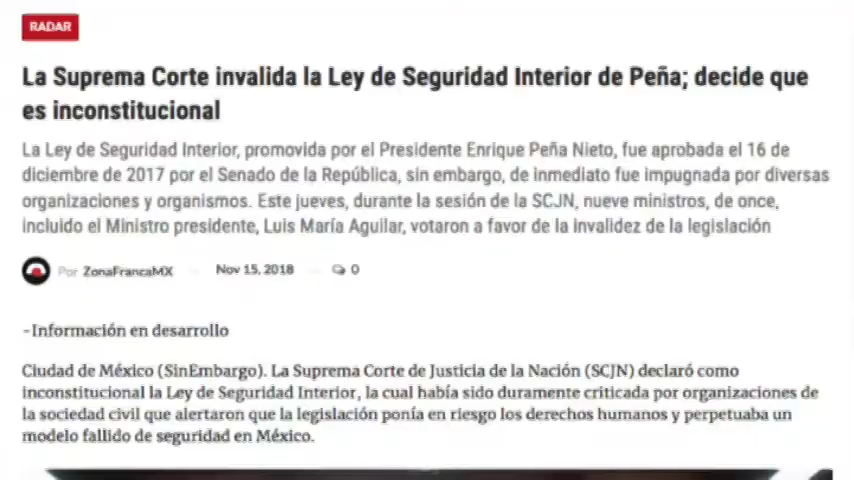 RADAR
La Suprema Corte invalida la Ley de Seguridad Interior de Peña; decide que
es inconstitucional
La Ley de Seguridad Interior, promovida por el Presidente Enrique Peña Nieto, fue aprobada el 16 de
diciembre de 2017 por el Senado de la República, sin embargo, de inmediato fue impugnada por diversas
organizaciones y organismos. Este jueves, durante la sesión de la SCJN, nueve ministros, de once,
incluido el Ministro presidente, Luis María Aguilar, votaron a favor de la invalidez de la legislación
Por ZonaFrancaMX Nov 15, 2018 0
-Información en desarrollo
Ciudad de México (SinEmbargo). La Suprema Corte de Justicia de la Nación (SCJN) declaró como
inconstitucional la Ley de Seguridad Interior, la cual había sido duramente criticada por organizaciones de
la sociedad civil que alertaron que la legislación ponía en riesgo los derechos humanos y perpetuaba un
modelo fallido de seguridad en México.